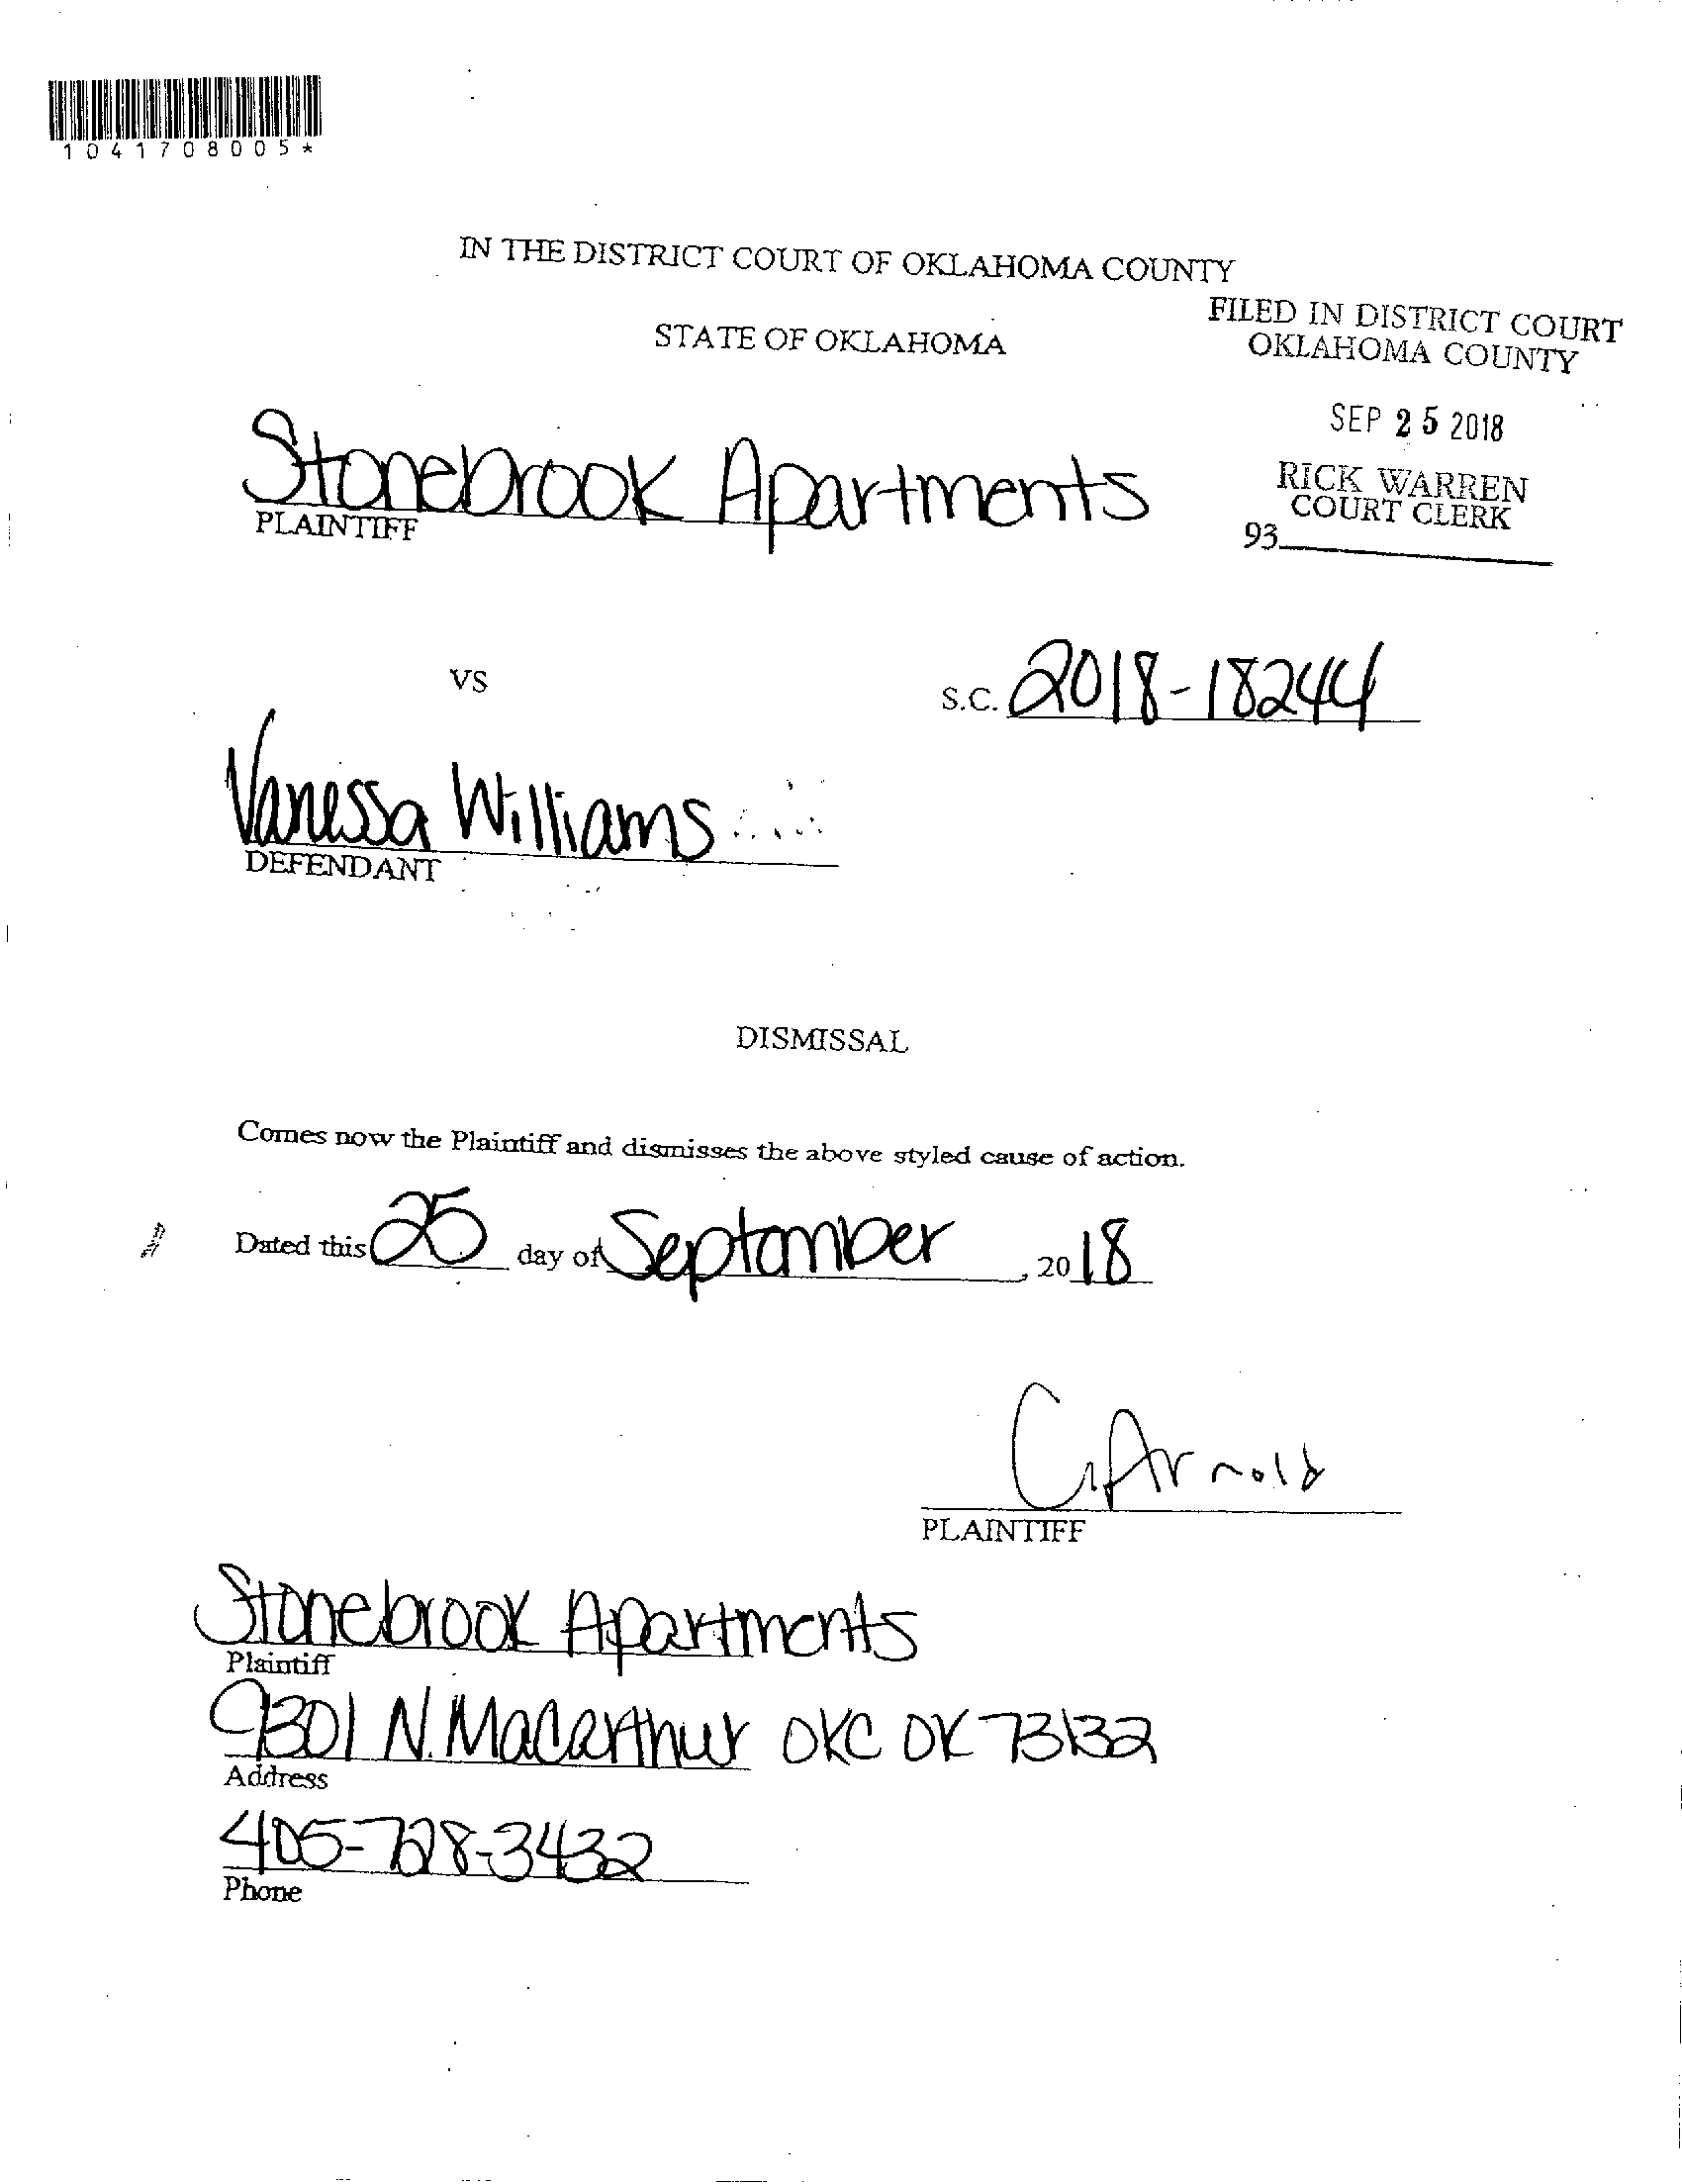 1041708005*
IN THE DISTRICT COURT OF OKLAHOMA COUNTY
STATE OF OKLAHOMA
FILED IN DISTRICT COURT
OKLAHOMA COUNTY
SEP 25 2018
RICK WARREN
COURT CLERK
93
Stonebrook Apartments
PLAINTIFF
VS
S.C. 2018-18244
Vanessa Williams
DEFENDANT
DISMISSAL
Comes now the Plaintiff and dismisses the above styled cause of action.
Dated this 25 day of September, 2018
C. Arnold
PLAINTIFF
Stonebrook Apartments
Plaintiff
9301 N. MacArthur OKC OK 73132
Address
405-728-3432
Phone